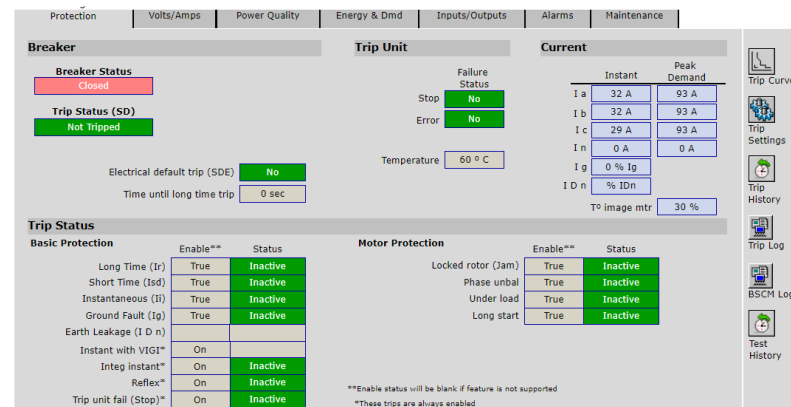 Protection Volts/Amps Power Quality Energy & Dmd Inputs/Outputs Alarms Maintenance
Breaker
Breaker Status
Closed
Trip Status (SD)
Not Tripped
Electrical default trip (SDE) No
Time until long time trip 0 sec
Trip Unit
Failure
Status
Stop No
Error No
Temperature 60 º C
Current
Peak
Instant Demand
I a 32 A 93 A
I b 32 A 93 A
I c 29 A 93 A
I n 0 A 0 A
I g 0 % Ig
I D n % IDn
Tº image mtr 30 %
Trip Curve
Trip
Settings
Trip
History
Trip Log
BSCM Log
Test
History
Trip Status
Basic Protection
Enable** Status
Long Time (Ir) True Inactive
Short Time (Isd) True Inactive
Instantaneous (Ii) True Inactive
Ground Fault (Ig) True Inactive
Earth Leakage (I D n)
Instant with VIGI* On
Integ instant* On Inactive
Reflex* On Inactive
Trip unit fail (Stop)* On Inactive
Motor Protection
Enable** Status
Locked rotor (Jam) True Inactive
Phase unbal True Inactive
Under load True Inactive
Long start True Inactive
**Enable status will be blank if feature is not supported
*These trips are always enabled